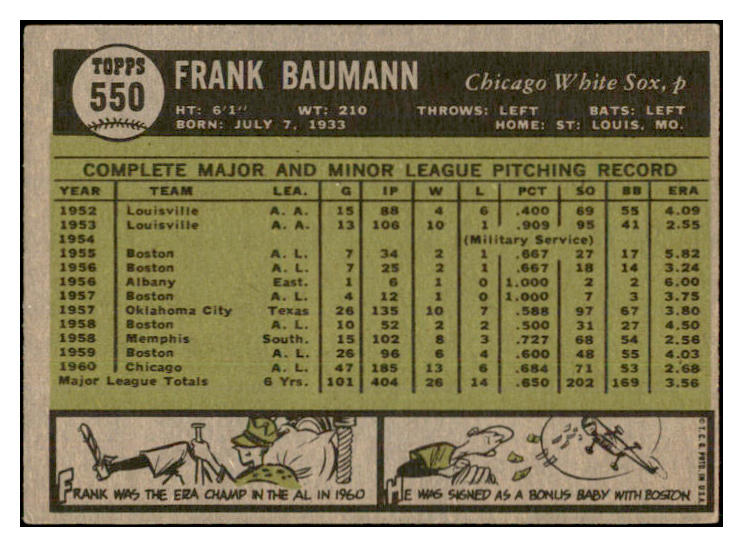 TOPPS
550
FRANK BAUMANN
Chicago White Sox, p
HT: 6'1" WT: 210 THROWS: LEFT BATS: LEFT
BORN: JULY 7, 1933 HOME: ST. LOUIS, MO.
COMPLETE MAJOR AND MINOR LEAGUE PITCHING RECORD
YEAR TEAM LEA. G IP W L PCT SO BB ERA
1952 Louisville A. A. 15 88 4 6 .400 69 55 4.09
1953 Louisville A. A. 13 106 10 1 .909 95 41 2.55
1954 (Military Service)
1955 Boston A. L. 7 34 2 1 .667 27 17 5.82
1956 Boston A. L. 7 25 2 1 .667 18 14 3.24
1956 Albany East. 1 6 1 0 1.000 2 2 6.00
1957 Boston A. L. 4 12 1 0 1.000 7 3 3.75
1957 Oklahoma City Texas 26 135 10 7 .588 97 67 3.80
1958 Boston A. L. 10 52 2 2 .500 31 27 4.50
1958 Memphis South. 15 102 8 3 .727 68 54 2.56
1959 Boston A. L. 26 96 6 4 .600 48 55 4.03
1960 Chicago A. L. 47 185 13 6 .684 71 53 2.68
Major League Totals 6 Yrs. 101 404 26 14 .650 202 169 3.56
FRANK WAS THE ERA CHAMP IN THE AL IN 1960
HE WAS SIGNED AS A BONUS BABY WITH BOSTON
© T. C. G. PRTD. IN U.S.A.